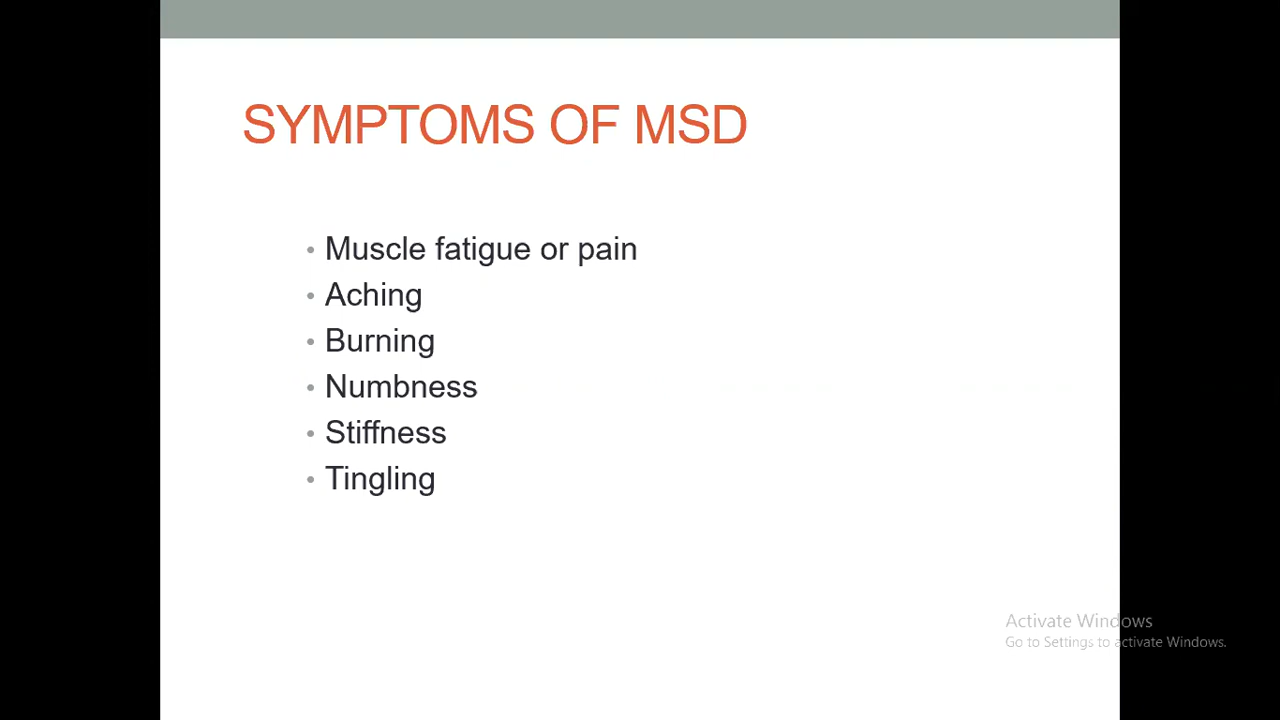 SYMPTOMS OF MSD
• Muscle fatigue or pain
• Aching
• Burning
• Numbness
• Stiffness
• Tingling
Activate Windows
Go to Settings to activate Windows.